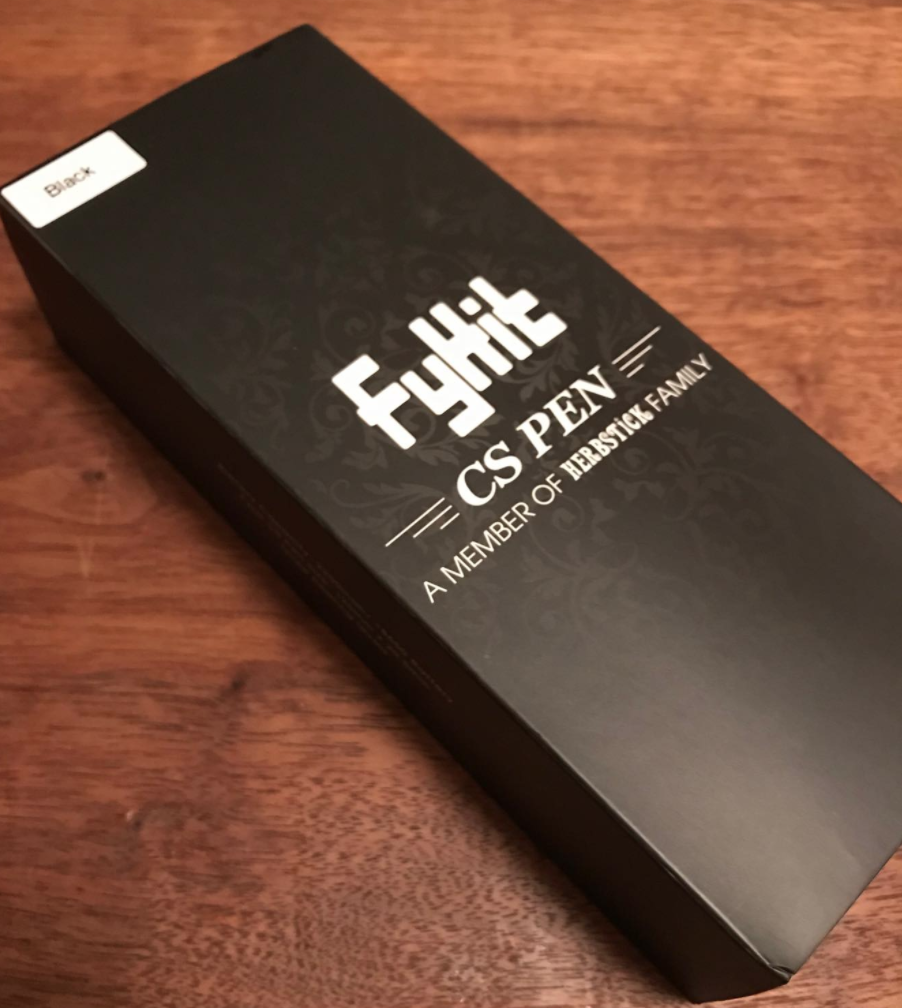 Black
FyHit
CS PEN
A MEMBER OF HERBSTICK FAMILY